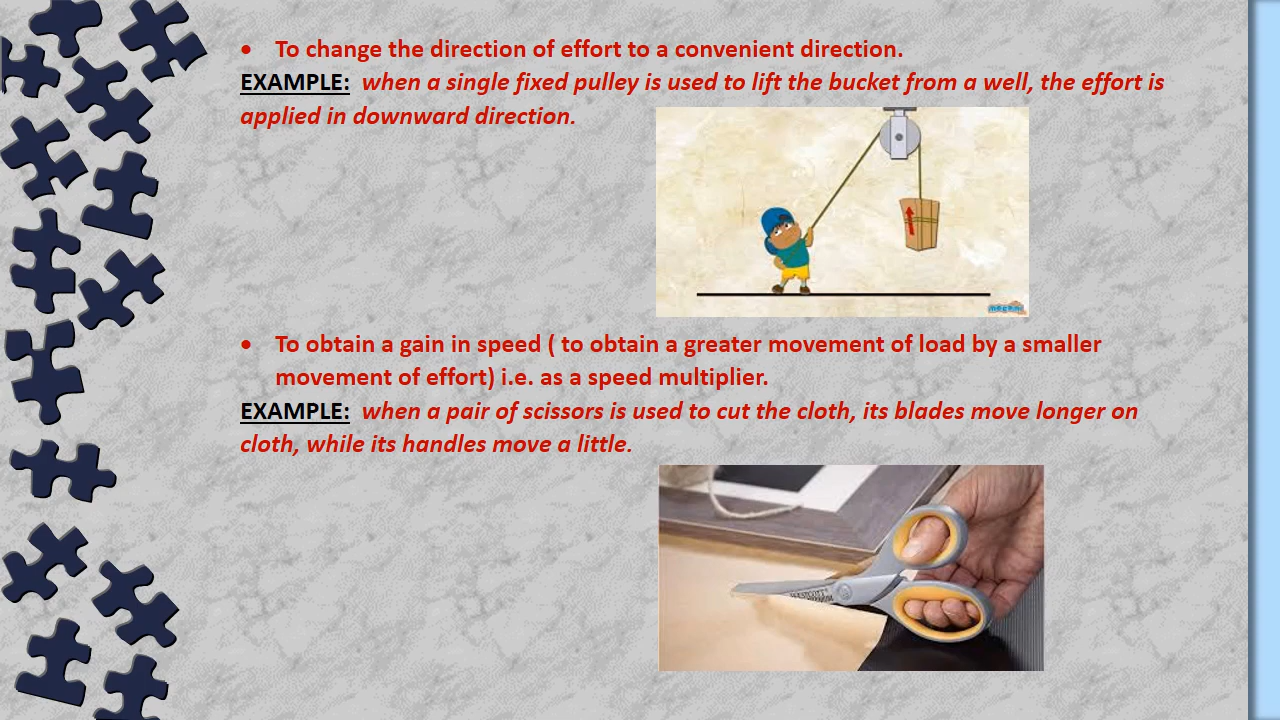 • To change the direction of effort to a convenient direction.
EXAMPLE: when a single fixed pulley is used to lift the bucket from a well, the effort is
applied in downward direction.
• To obtain a gain in speed ( to obtain a greater movement of load by a smaller
movement of effort) i.e. as a speed multiplier.
EXAMPLE: when a pair of scissors is used to cut the cloth, its blades move longer on
cloth, while its handles move a little.